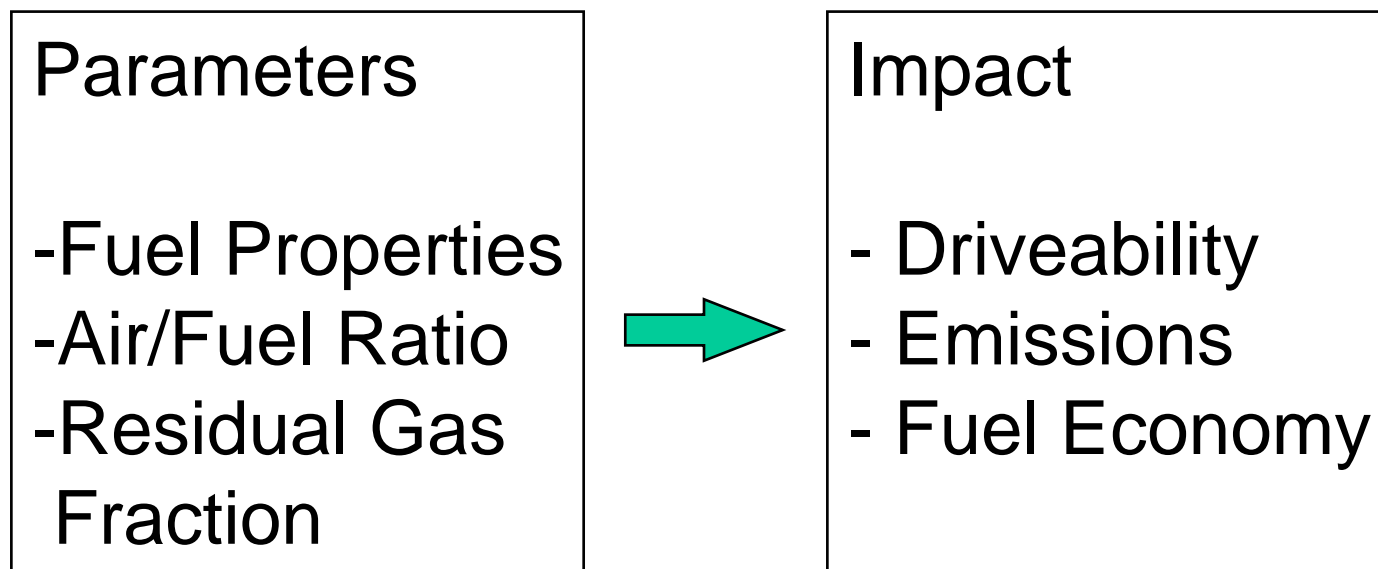 Parameters
-Fuel Properties
-Air/Fuel Ratio
-Residual Gas
Fraction
Impact
- Driveability
- Emissions
- Fuel Economy